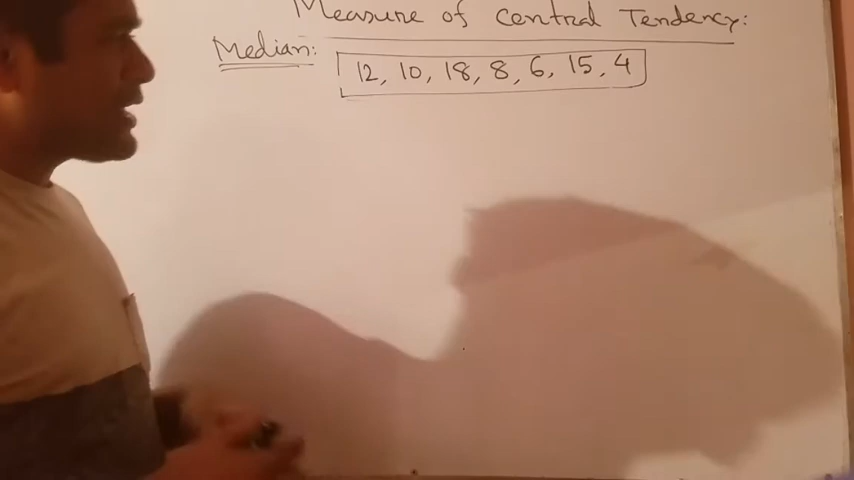 Measure of central Tendency:
Median:
12, 10, 18, 8, 6, 15, 4